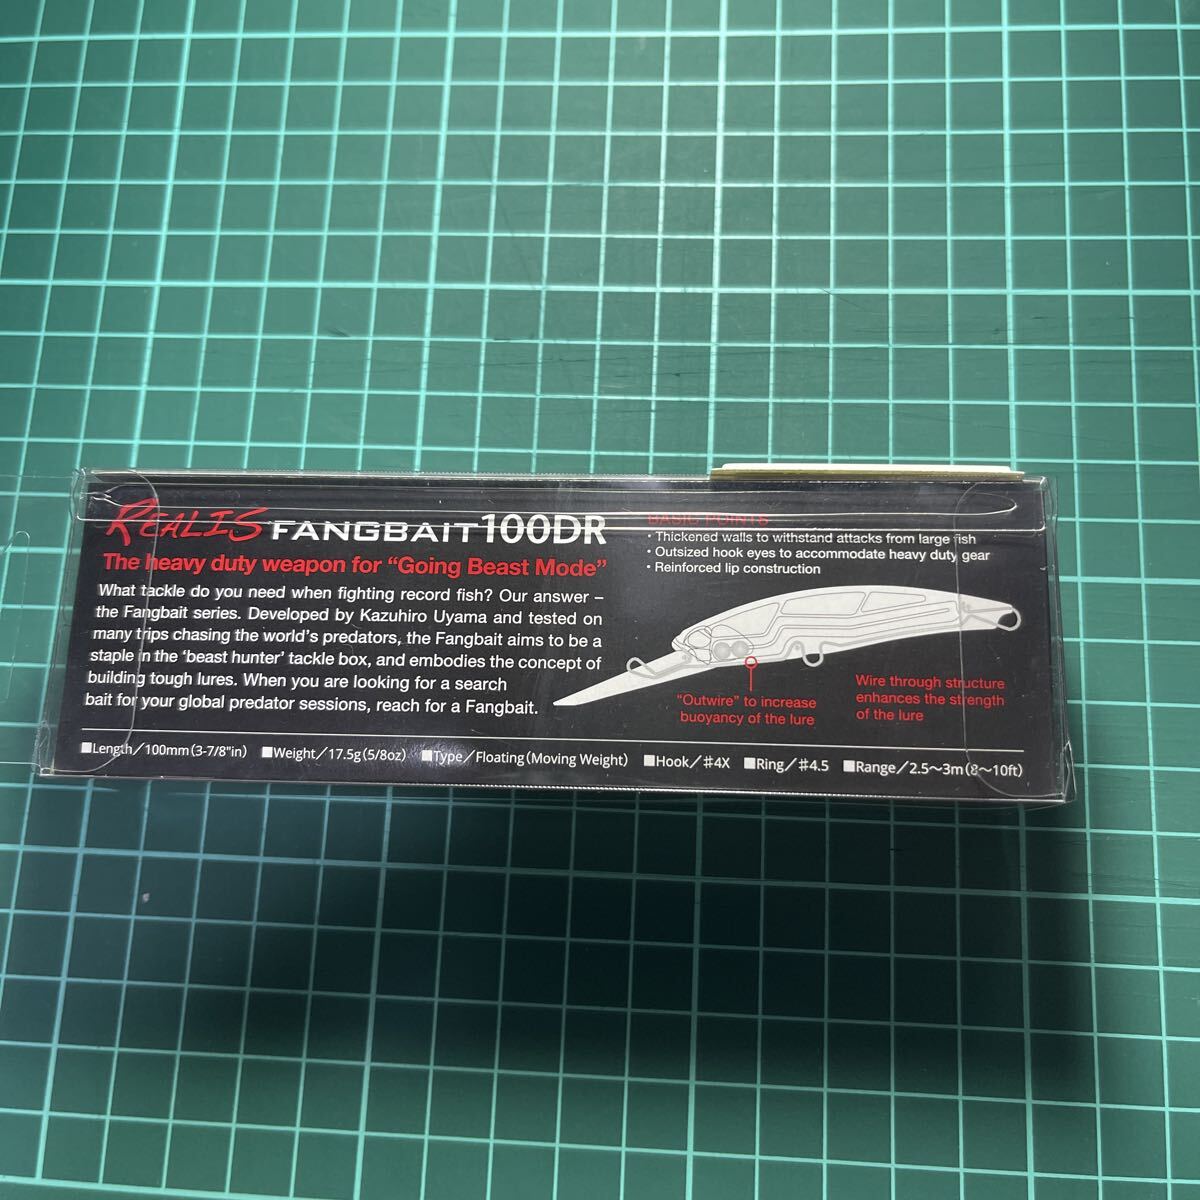 REALIS FANGBAIT 100DR
The heavy duty weapon for “Going Beast Mode”
What tackle do you need when fighting record fish? Our answer –
the Fangbait series. Developed by Kazuhiro Uyama and tested on
many trips chasing the world's predators, the Fangbait aims to be a
staple in the 'beast hunter' tackle box, and embodies the concept of
building tough lures. When you are looking for a search
bait for your global predator sessions, reach for a Fangbait.
BASIC POINTS
・Thickened walls to withstand attacks from large fish
・Outsized hook eyes to accommodate heavy duty gear
・Reinforced lip construction
“Outwire” to increase
buoyancy of the lure
Wire through structure
enhances the strength
of the lure
■Length／100mm(3-7/8"in) ■Weight／17.5g(5/8oz) ■Type／Floating(Moving Weight) ■Hook／#4X ■Ring／#4.5 ■Range／2.5〜3m(8〜10ft)